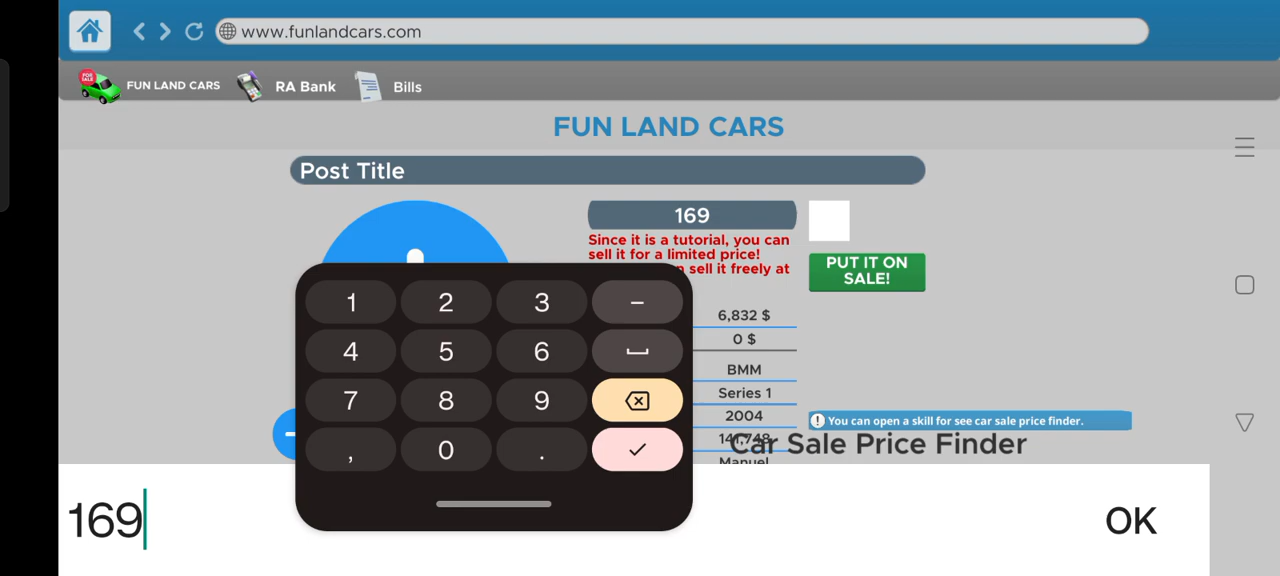 www.funlandcars.com
FUN LAND CARS
RA Bank
Bills
FUN LAND CARS
Post Title
169
Since it is a tutorial, you can
sell it for a limited price!
sell it freely at
PUT IT ON
SALE!
6,832 $
0 $
BMM
Series 1
2004
141,748
Manuel
You can open a skill for see car sale price finder.
Car Sale Price Finder
1 2 3 –
4 5 6
7 8 9
, 0 .
169
OK